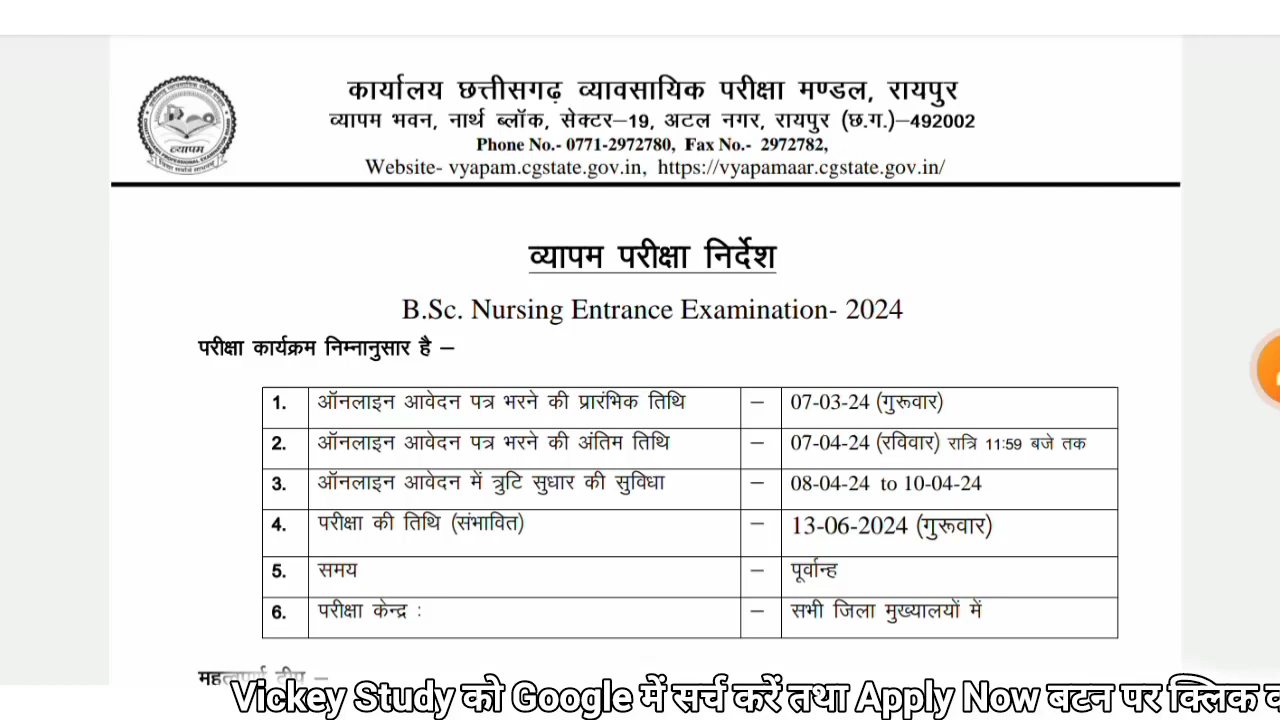 कार्यालय छत्तीसगढ़ व्यावसायिक परीक्षा मण्डल, रायपुर
व्यापम भवन, नार्थ ब्लॉक, सेक्टर–19, अटल नगर, रायपुर (छ.ग.)–492002
Phone No.- 0771-2972780, Fax No.- 2972782,
Website- vyapam.cgstate.gov.in, https://vyapamaar.cgstate.gov.in/
व्यापम
व्यापम परीक्षा निर्देश
B.Sc. Nursing Entrance Examination- 2024
परीक्षा कार्यक्रम निम्नानुसार है –
1. ऑनलाइन आवेदन पत्र भरने की प्रारंभिक तिथि – 07-03-24 (गुरूवार)
2. ऑनलाइन आवेदन पत्र भरने की अंतिम तिथि – 07-04-24 (रविवार) रात्रि 11:59 बजे तक
3. ऑनलाइन आवेदन में त्रुटि सुधार की सुविधा – 08-04-24 to 10-04-24
4. परीक्षा की तिथि (संभावित) – 13-06-2024 (गुरूवार)
5. समय – पूर्वान्ह
6. परीक्षा केन्द्र : – सभी जिला मुख्यालयों में
महत्वपूर्ण टीप –
Vickey Study को Google में सर्च करें तथा Apply Now बटन पर क्लिक